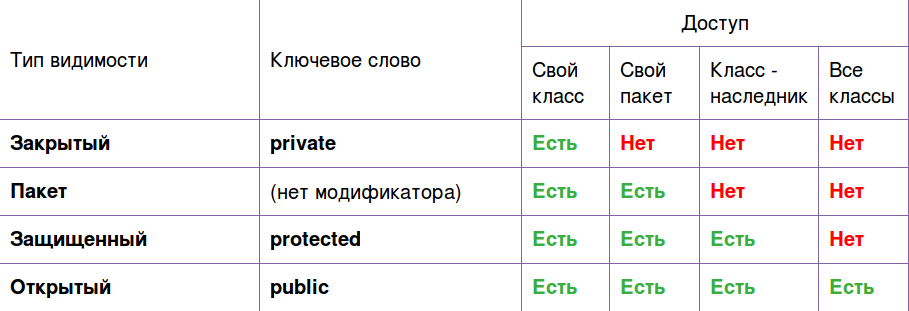 Тип видимости Ключевое слово Доступ
Свой класс Свой пакет Класс - наследник Все классы
Закрытый private Есть Нет Нет Нет
Пакет (нет модификатора) Есть Есть Нет Нет
Защищенный protected Есть Есть Есть Нет
Открытый public Есть Есть Есть Есть